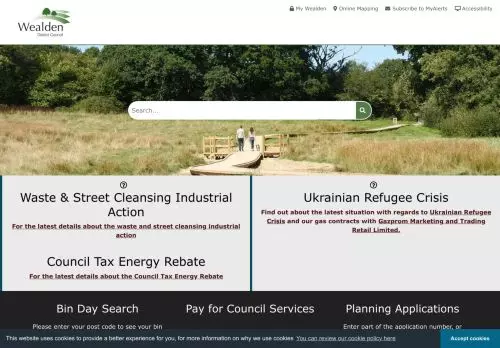 Wealden
District Council
My Wealden
Online Mapping
Subscribe to MyAlerts
Accessibility
Search...
Waste & Street Cleansing Industrial
Action
For the latest details about the waste and street cleansing industrial
action
Council Tax Energy Rebate
For the latest details about the Council Tax Energy Rebate
Ukrainian Refugee Crisis
Find out about the latest situation with regards to Ukrainian Refugee
Crisis and our gas contracts with Gazprom Marketing and Trading
Retail Limited.
Bin Day Search
Please enter your post code to see your bin
Pay for Council Services
Planning Applications
Enter part of the application number, or
This website uses cookies to provide a better experience for you, for more information on why we use cookies You can review our cookie policy here
Accept cookies